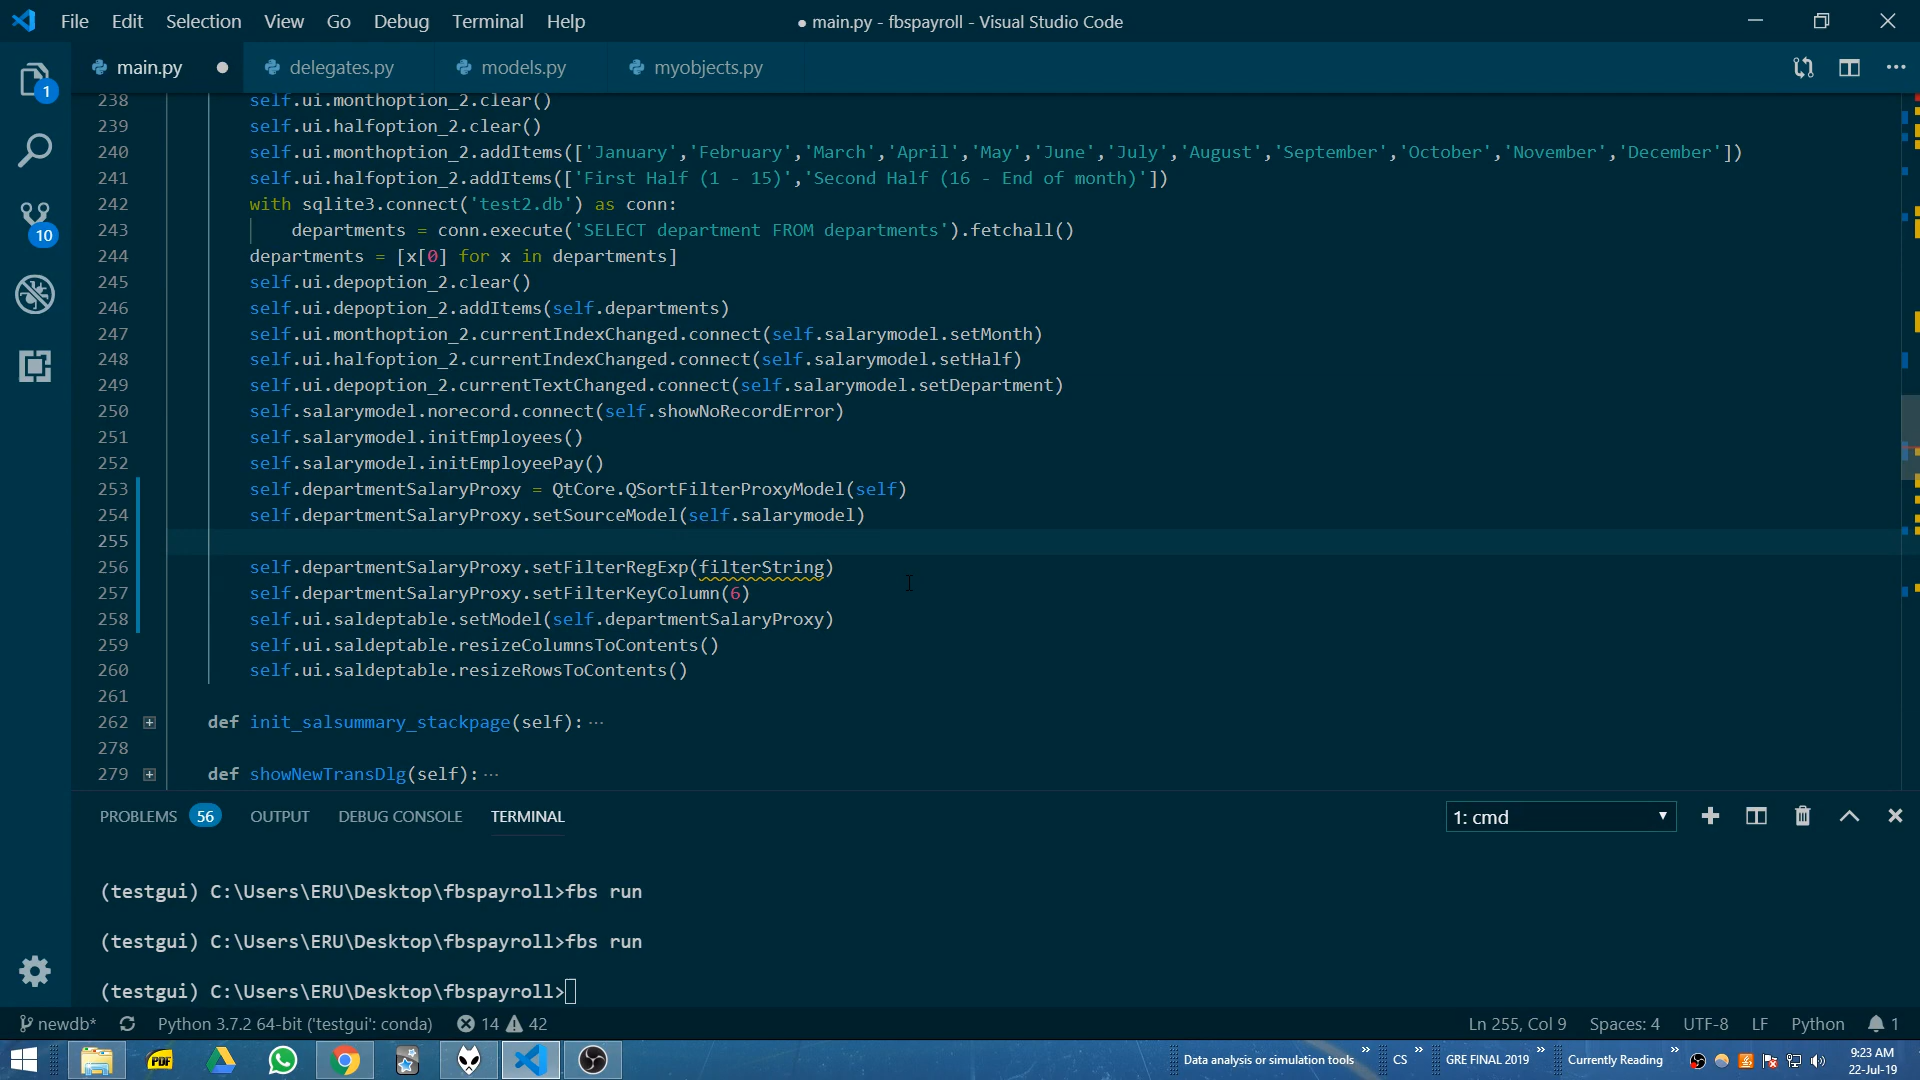 File Edit Selection View Go Debug Terminal Help
● main.py - fbspayroll - Visual Studio Code
main.py ● delegates.py models.py myobjects.py
238 self.ui.monthoption_2.clear()
239 self.ui.halfoption_2.clear()
240 self.ui.monthoption_2.addItems(['January','February','March','April','May','June','July','August','September','October','November','December'])
241 self.ui.halfoption_2.addItems(['First Half (1 - 15)','Second Half (16 - End of month)'])
242 with sqlite3.connect('test2.db') as conn:
243 departments = conn.execute('SELECT department FROM departments').fetchall()
244 departments = [x[0] for x in departments]
245 self.ui.depoption_2.clear()
246 self.ui.depoption_2.addItems(self.departments)
247 self.ui.monthoption_2.currentIndexChanged.connect(self.salarymodel.setMonth)
248 self.ui.halfoption_2.currentIndexChanged.connect(self.salarymodel.setHalf)
249 self.ui.depoption_2.currentTextChanged.connect(self.salarymodel.setDepartment)
250 self.salarymodel.norecord.connect(self.showNoRecordError)
251 self.salarymodel.initEmployees()
252 self.salarymodel.initEmployeePay()
253 self.departmentSalaryProxy = QtCore.QSortFilterProxyModel(self)
254 self.departmentSalaryProxy.setSourceModel(self.salarymodel)
255
256 self.departmentSalaryProxy.setFilterRegExp(filterString)
257 self.departmentSalaryProxy.setFilterKeyColumn(6)
258 self.ui.saldeptable.setModel(self.departmentSalaryProxy)
259 self.ui.saldeptable.resizeColumnsToContents()
260 self.ui.saldeptable.resizeRowsToContents()
261
262 def init_salsummary_stackpage(self):...
278
279 def showNewTransDlg(self):...
1
10
PROBLEMS 56 OUTPUT DEBUG CONSOLE TERMINAL 1: cmd
(testgui) C:\Users\ERU\Desktop\fbspayroll>fbs run
(testgui) C:\Users\ERU\Desktop\fbspayroll>fbs run
(testgui) C:\Users\ERU\Desktop\fbspayroll>
newdb* Python 3.7.2 64-bit ('testgui': conda) 14 42 Ln 255, Col 9 Spaces: 4 UTF-8 LF Python 1
PDF Data analysis or simulation tools » CS » GRE FINAL 2019 » Currently Reading » 9:23 AM
22-Jul-19